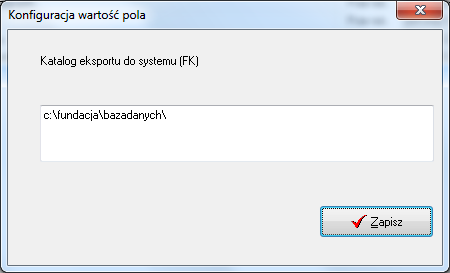 Konfiguracja wartość pola
Katalog eksportu do systemu (FK)
c:\fundacja\bazadanych\
Zapisz